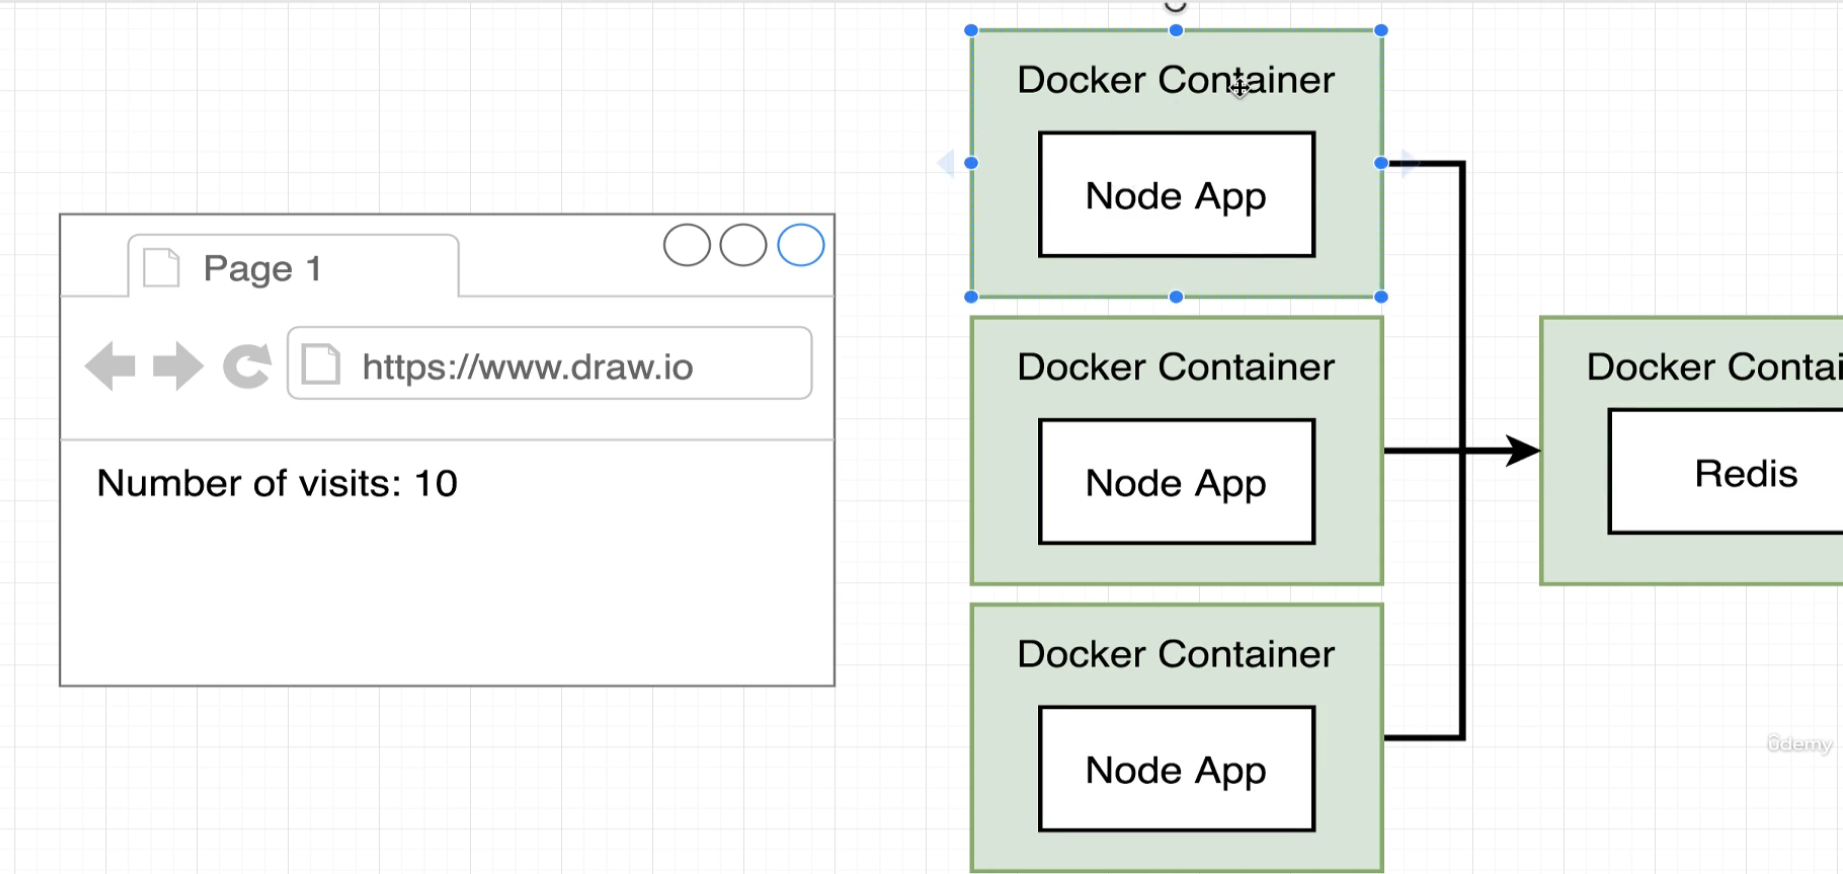 Page 1
https://www.draw.io
Number of visits: 10
Docker Container
Node App
Docker Container
Node App
Docker Container
Node App
Docker Contai
Redis
ûdemy